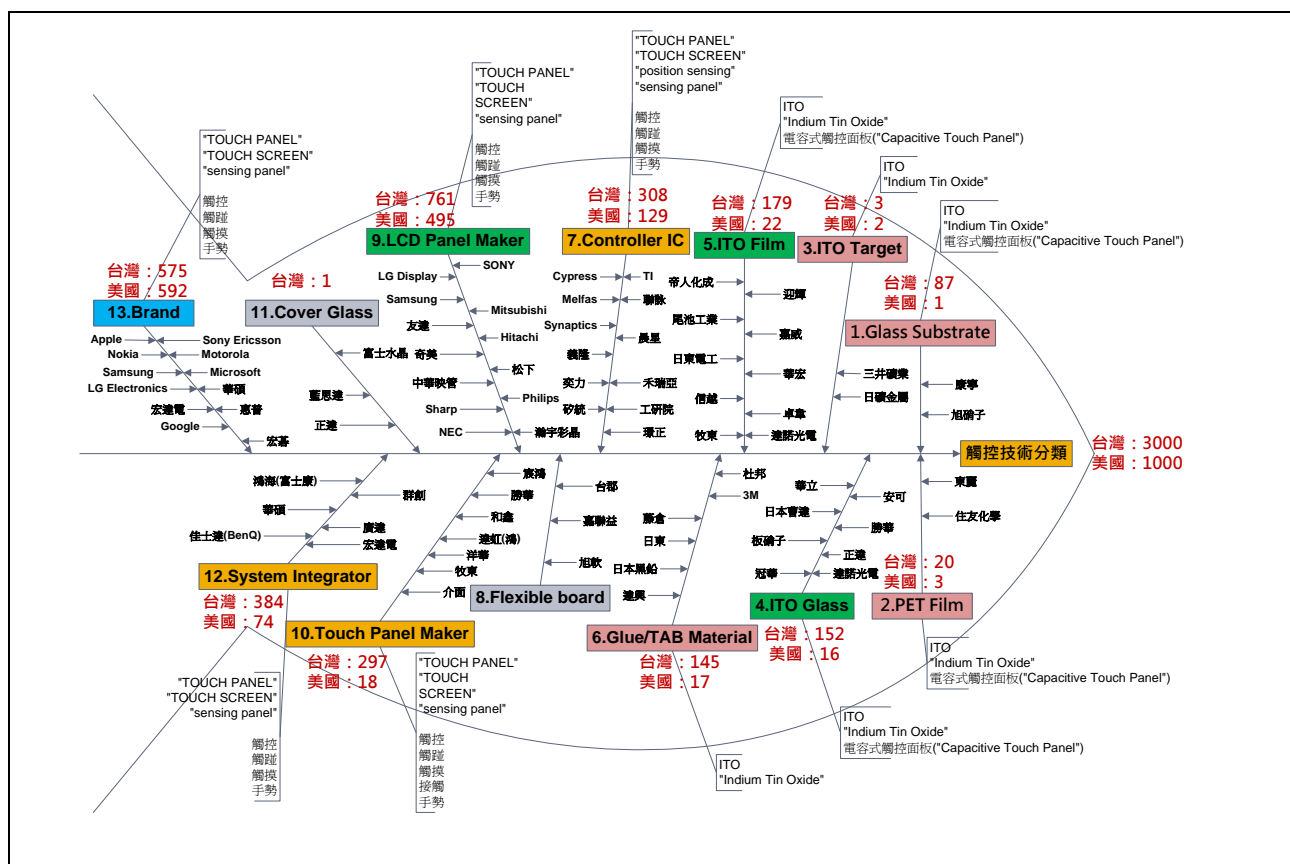 "TOUCH PANEL"
"TOUCH SCREEN"
"sensing panel"
觸控
觸碰
觸摸
手勢
台灣：575
美國：592
13.Brand
Apple
Sony Ericsson
Nokia
Motorola
Samsung
Microsoft
LG Electronics
華碩
宏達電
惠普
Google
宏碁
台灣：1
11.Cover Glass
富士水晶
藍思達
正達
"TOUCH PANEL"
"TOUCH
SCREEN"
"sensing panel"
觸控
觸碰
觸摸
手勢
台灣：761
美國：495
9.LCD Panel Maker
SONY
LG Display
Samsung
Mitsubishi
友達
Hitachi
奇美
松下
中華映管
Philips
Sharp
NEC
瀚宇彩晶
"TOUCH PANEL"
"TOUCH SCREEN"
"position sensing"
"sensing panel"
觸控
觸碰
觸摸
手勢
台灣：308
美國：129
7.Controller IC
Cypress
TI
Melfas
聯詠
Synaptics
晨星
義隆
奕力
禾瑞亞
矽統
工研院
環正
ITO
"Indium Tin Oxide"
電容式觸控面板("Capacitive Touch Panel")
台灣：179
美國：22
5.ITO Film
帝人化成
迎輝
尾池工業
嘉威
日東電工
華宏
信越
卓韋
牧東
達諾光電
ITO
"Indium Tin Oxide"
台灣：3
美國：2
3.ITO Target
三井礦業
日礦金屬
ITO
"Indium Tin Oxide"
電容式觸控面板("Capacitive Touch Panel")
台灣：87
美國：1
1.Glass Substrate
康寧
旭硝子
觸控技術分類
台灣：3000
美國：1000
鴻海(富士康)
群創
華碩
廣達
佳士達(BenQ)
宏達電
12.System Integrator
台灣：384
美國：74
"TOUCH PANEL"
"TOUCH SCREEN"
"sensing panel"
觸控
觸碰
觸摸
手勢
宸鴻
勝華
和鑫
達虹(鴻)
洋華
牧東
介面
10.Touch Panel Maker
台灣：297
美國：18
"TOUCH PANEL"
"TOUCH
SCREEN"
"sensing panel"
觸控
觸碰
觸摸
接觸
手勢
台郡
嘉聯益
旭軟
8.Flexible board
杜邦
3M
藤倉
日東
日本黑鉛
達興
6.Glue/TAB Material
台灣：145
美國：17
ITO
"Indium Tin Oxide"
華立
安可
日本曹達
勝華
板硝子
正達
冠華
達諾光電
4.ITO Glass
台灣：152
美國：16
ITO
"Indium Tin Oxide"
電容式觸控面板("Capacitive Touch Panel")
東麗
住友化學
台灣：20
美國：3
2.PET Film
ITO
"Indium Tin Oxide"
電容式觸控面板("Capacitive Touch Panel")